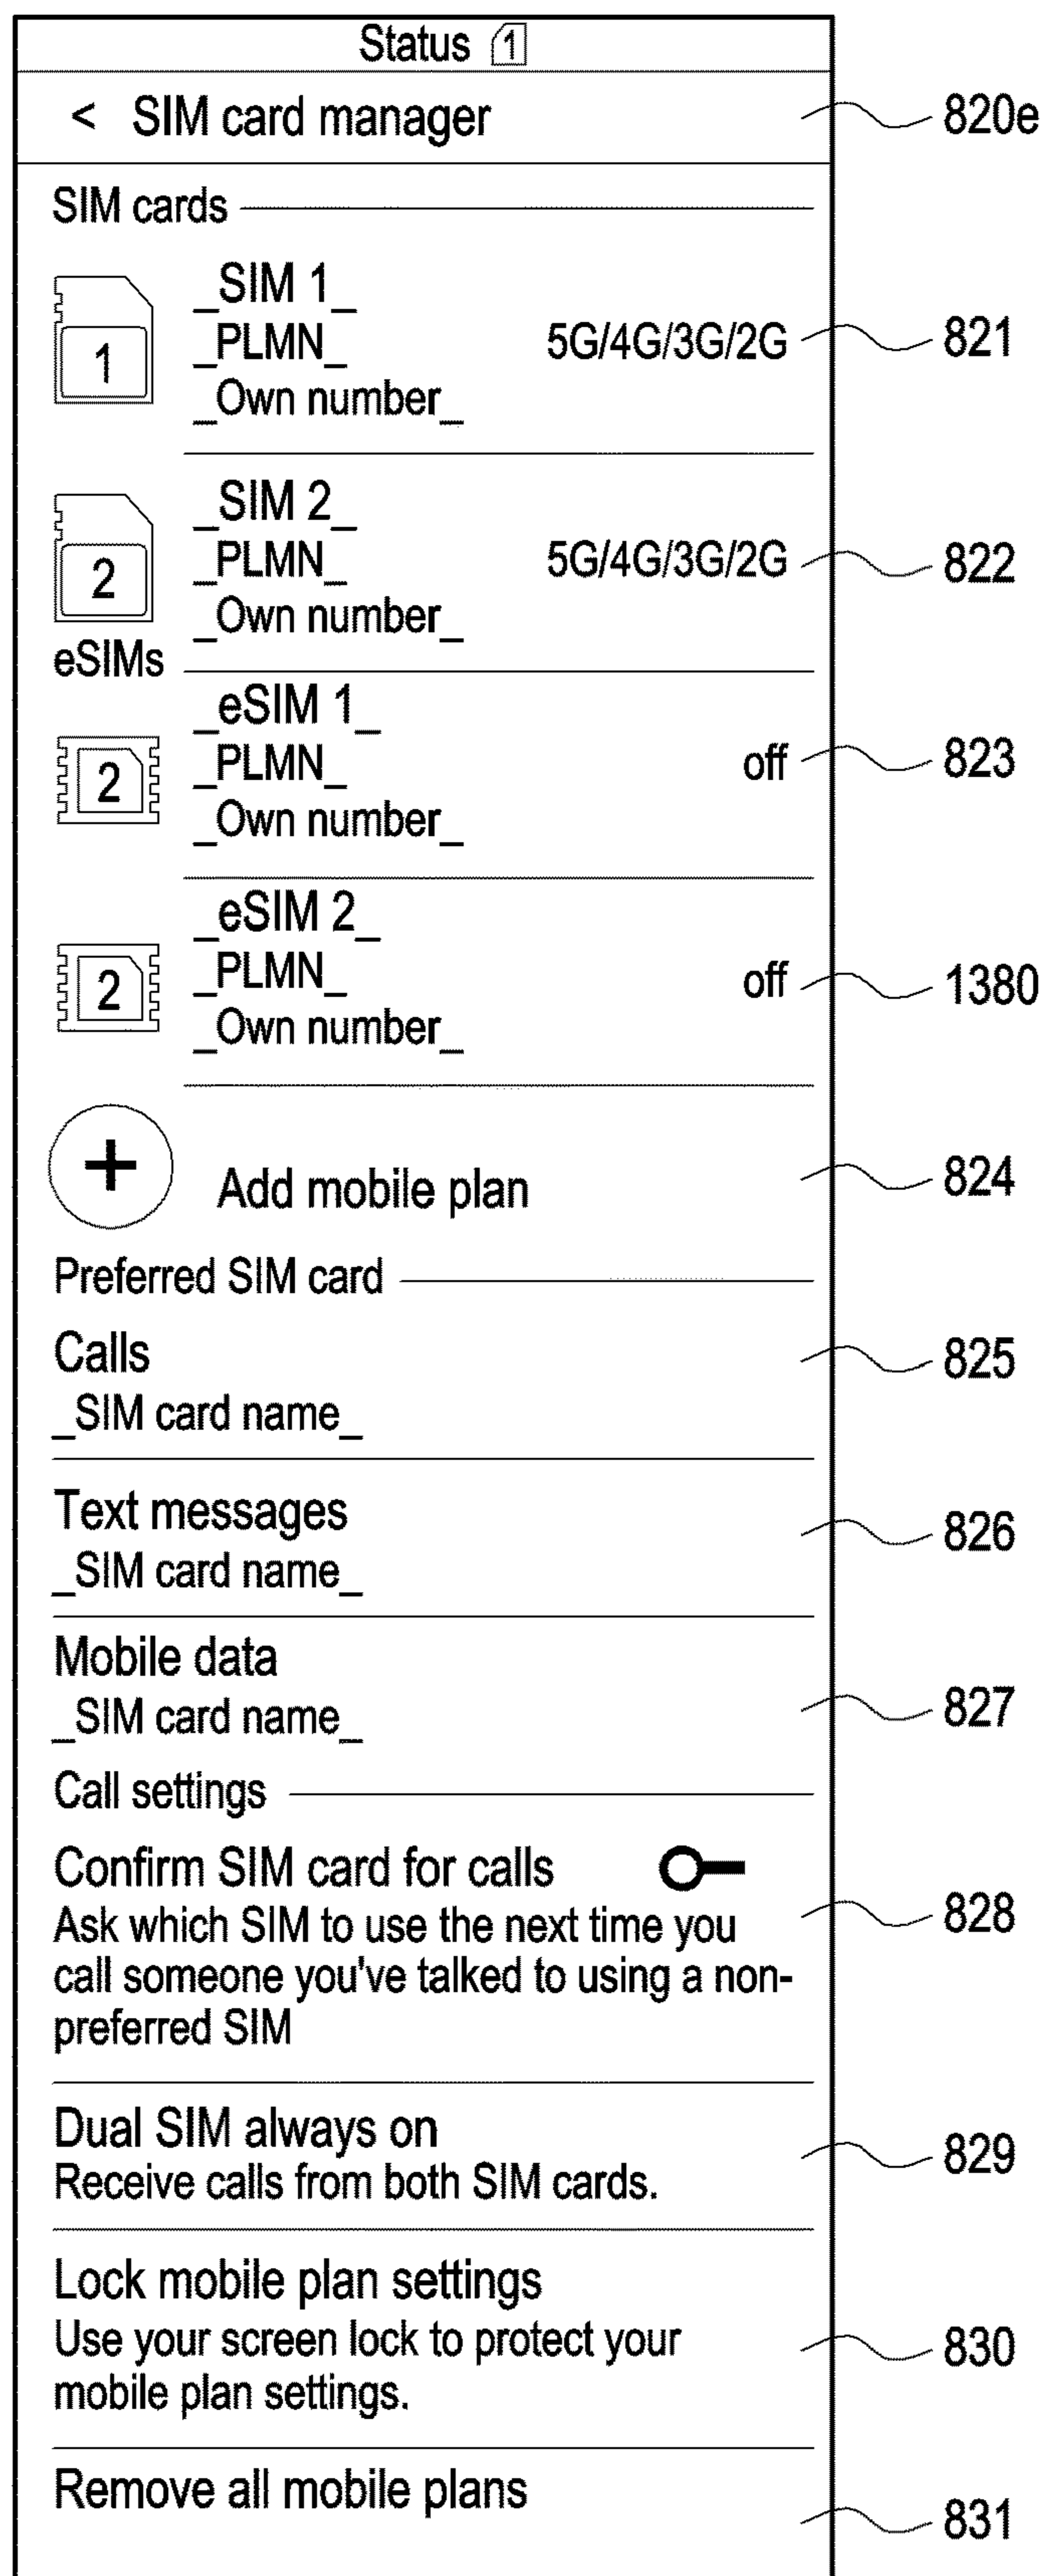 Status 1
< SIM card manager 820e
SIM cards
_SIM 1_
1 _PLMN_ 5G/4G/3G/2G 821
_Own number_
_SIM 2_
2 _PLMN_ 5G/4G/3G/2G 822
_Own number_
eSIMs
_eSIM 1_
2 _PLMN_ off 823
_Own number_
_eSIM 2_
2 _PLMN_ off 1380
_Own number_
+ Add mobile plan 824
Preferred SIM card
Calls 825
_SIM card name_
Text messages 826
_SIM card name_
Mobile data
_SIM card name_ 827
Call settings
Confirm SIM card for calls
Ask which SIM to use the next time you 828
call someone you've talked to using a non-
preferred SIM
Dual SIM always on 829
Receive calls from both SIM cards.
Lock mobile plan settings
Use your screen lock to protect your 830
mobile plan settings.
Remove all mobile plans 831